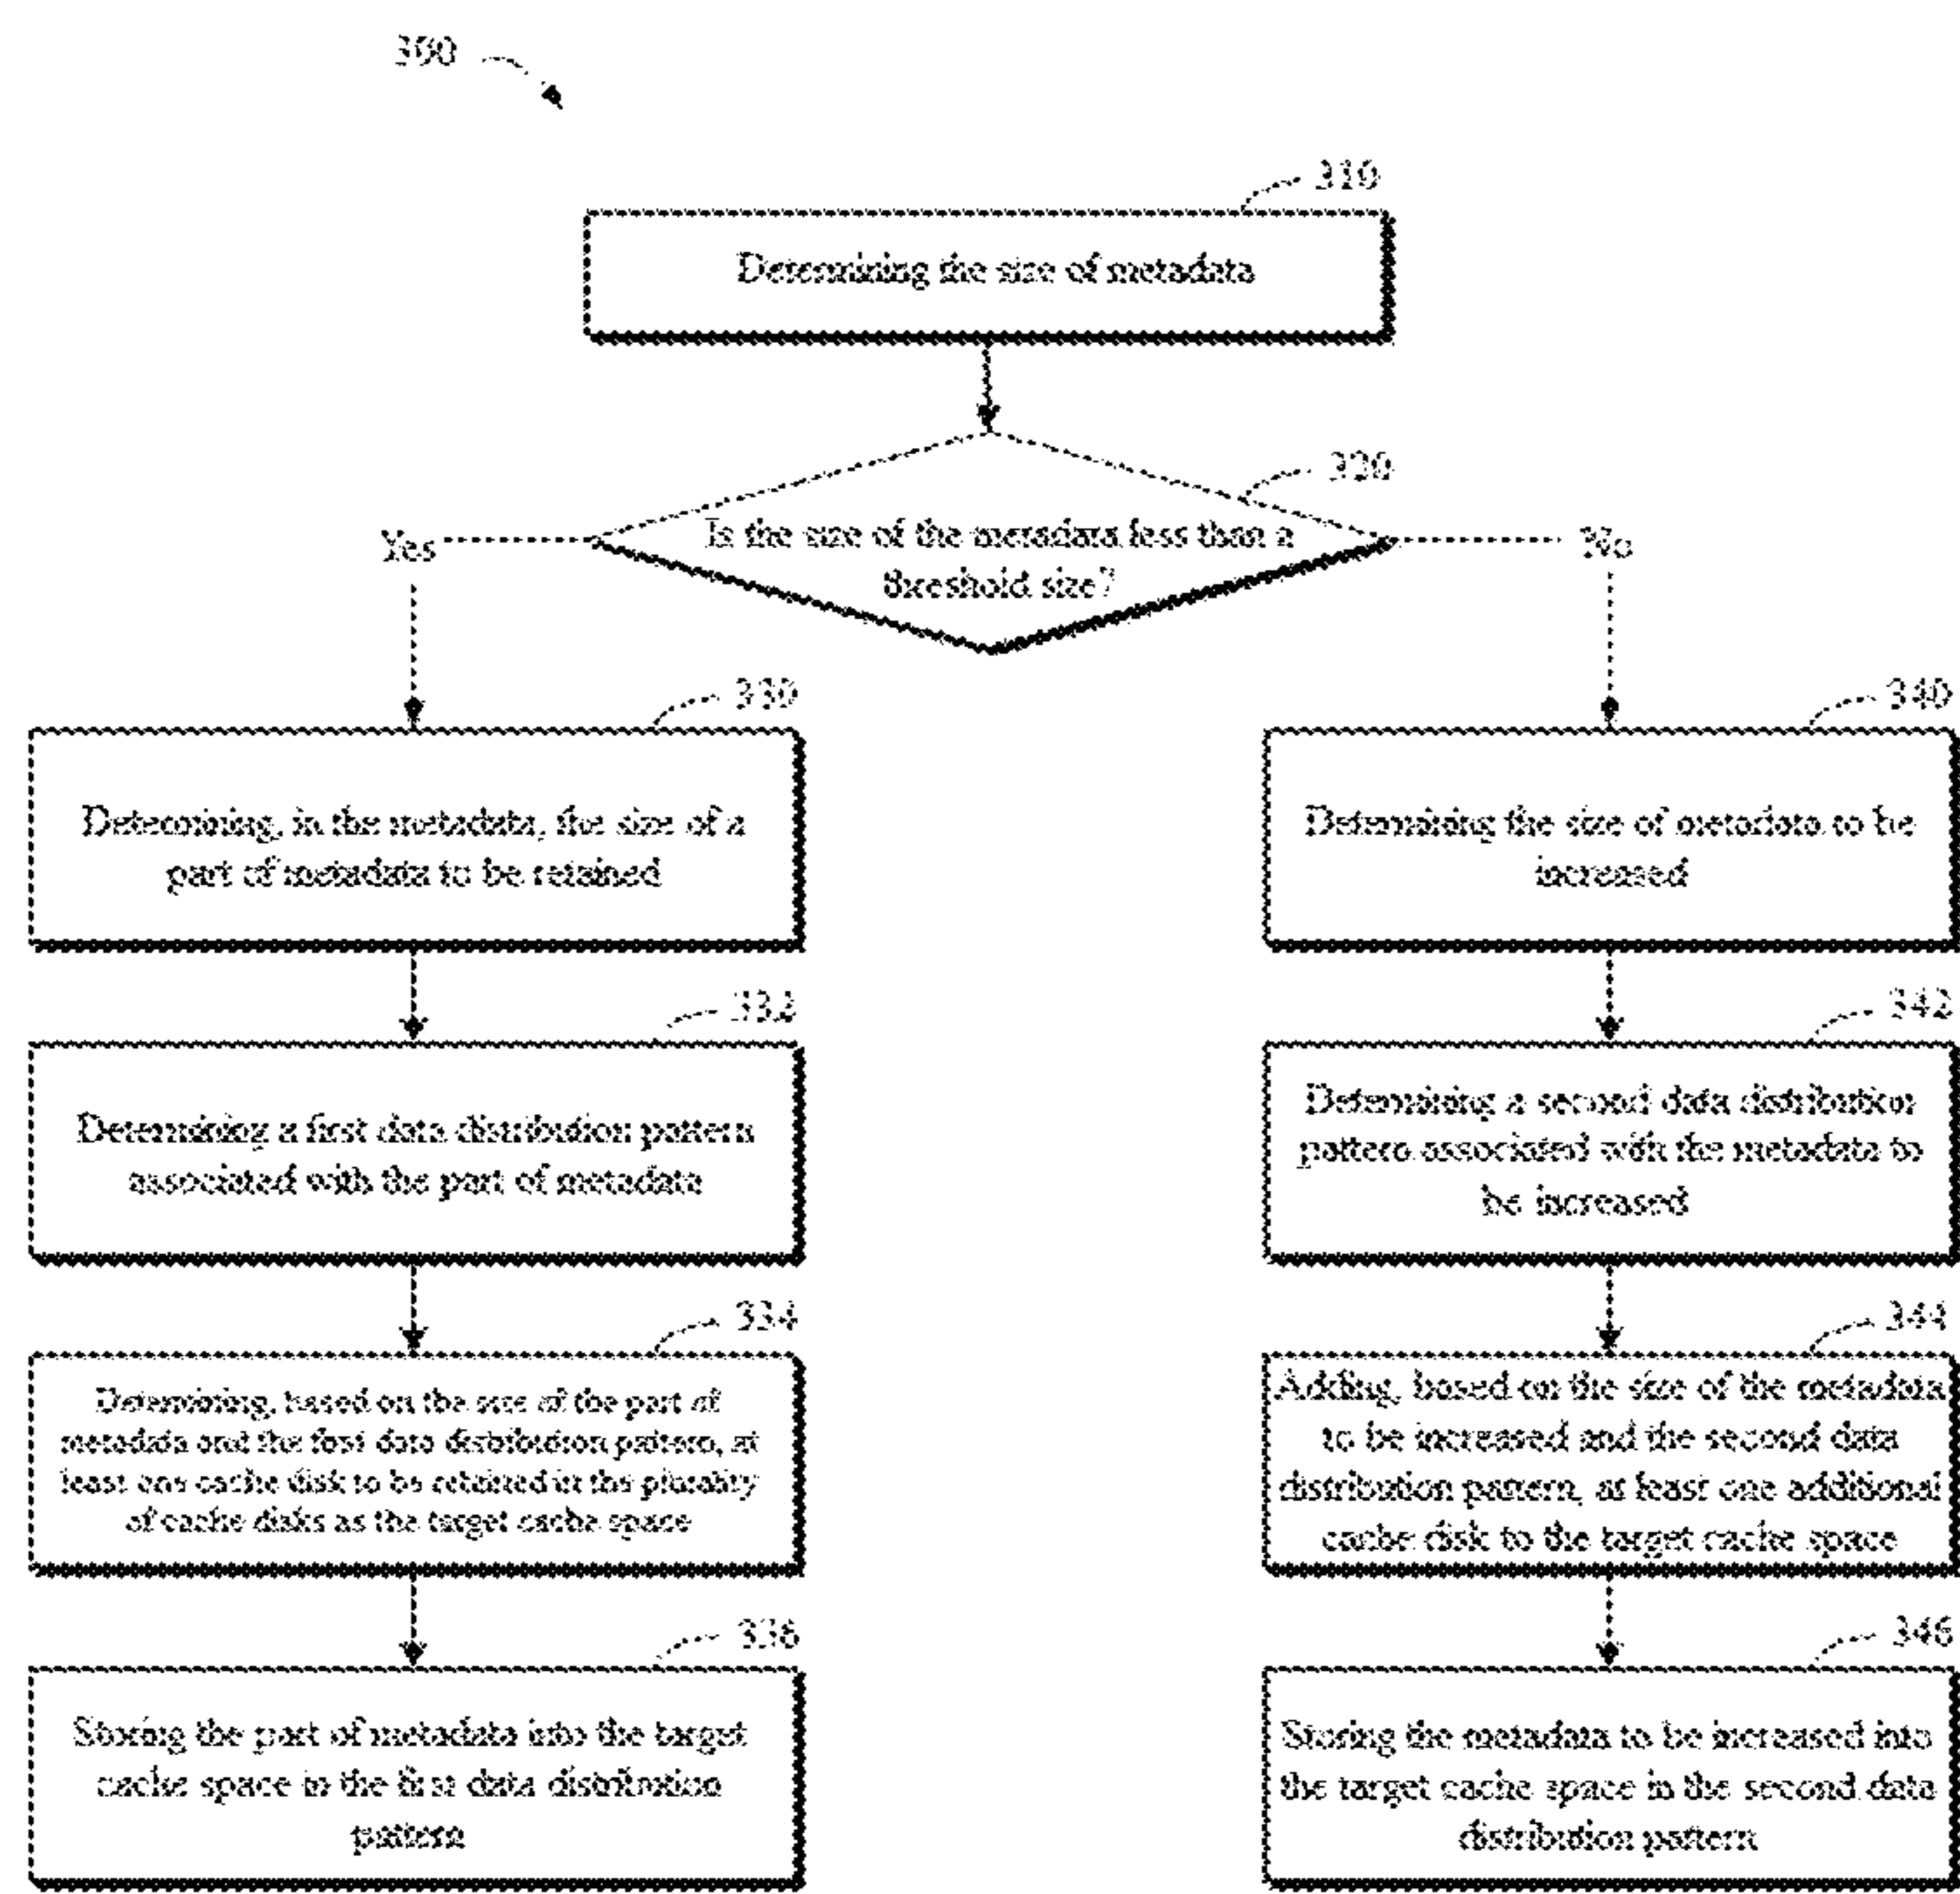 300
310
Determining the size of metadata
320
Is the size of the metadata less than a
threshold size?
Yes
No
330
Determining, in the metadata, the size of a
part of metadata to be retained
332
Determining a first data distribution pattern
associated with the part of metadata
334
Determining, based on the size of the part of
metadata and the first data distribution pattern, at
least one cache disk to be retained in the plurality
of cache disks as the target cache space
336
Storing the part of metadata into the target
cache space in the first data distribution
pattern
340
Determining the size of metadata to be
increased
342
Determining a second data distribution
pattern associated with the metadata to
be increased
344
Adding, based on the size of the metadata
to be increased and the second data
distribution pattern, at least one additional
cache disk to the target cache space
346
Storing the metadata to be increased into
the target cache space in the second data
distribution pattern